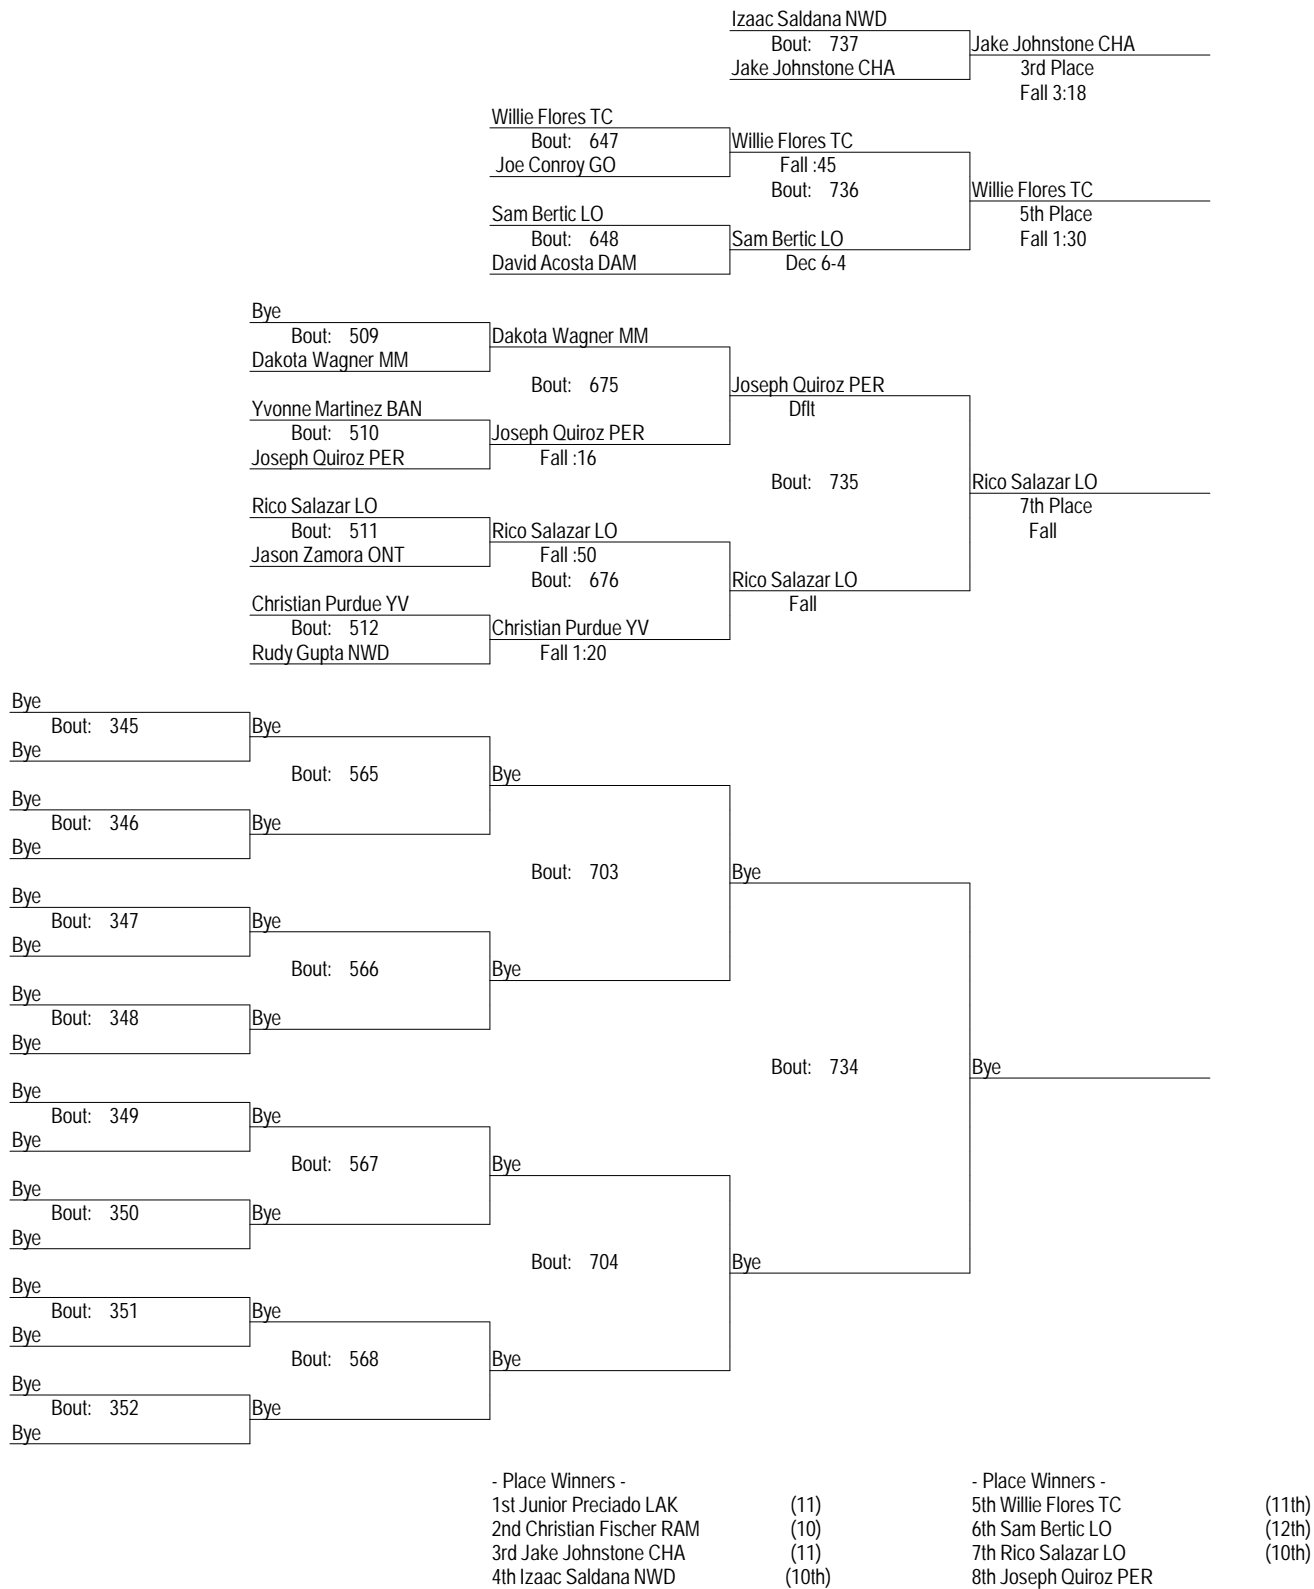 Izaac Saldana NWD
Bout: 737
Jake Johnstone CHA
Jake Johnstone CHA
3rd Place
Fall 3:18
Willie Flores TC
Bout: 647
Joe Conroy GO
Willie Flores TC
Fall :45
Bout: 736
Sam Bertic LO
Bout: 648
David Acosta DAM
Sam Bertic LO
Dec 6-4
Willie Flores TC
5th Place
Fall 1:30
Bye
Bout: 509
Dakota Wagner MM
Dakota Wagner MM
Bout: 675
Yvonne Martinez BAN
Bout: 510
Joseph Quiroz PER
Joseph Quiroz PER
Fall :16
Joseph Quiroz PER
Dflt
Bout: 735
Rico Salazar LO
Bout: 511
Jason Zamora ONT
Rico Salazar LO
Fall :50
Bout: 676
Christian Purdue YV
Bout: 512
Rudy Gupta NWD
Christian Purdue YV
Fall 1:20
Rico Salazar LO
Fall
Rico Salazar LO
7th Place
Fall
Bye
Bout: 345
Bye
Bye
Bout: 565
Bye
Bout: 346
Bye
Bye
Bye
Bout: 703
Bye
Bout: 347
Bye
Bye
Bout: 566
Bye
Bout: 348
Bye
Bye
Bye
Bye
Bout: 734
Bye
Bye
Bout: 349
Bye
Bye
Bout: 567
Bye
Bout: 350
Bye
Bye
Bye
Bout: 704
Bye
Bye
Bout: 351
Bye
Bye
Bout: 568
Bye
Bout: 352
Bye
Bye
Bye
- Place Winners -
1st Junior Preciado LAK (11)
2nd Christian Fischer RAM (10)
3rd Jake Johnstone CHA (11)
4th Izaac Saldana NWD (10th)
- Place Winners -
5th Willie Flores TC (11th)
6th Sam Bertic LO (12th)
7th Rico Salazar LO (10th)
8th Joseph Quiroz PER